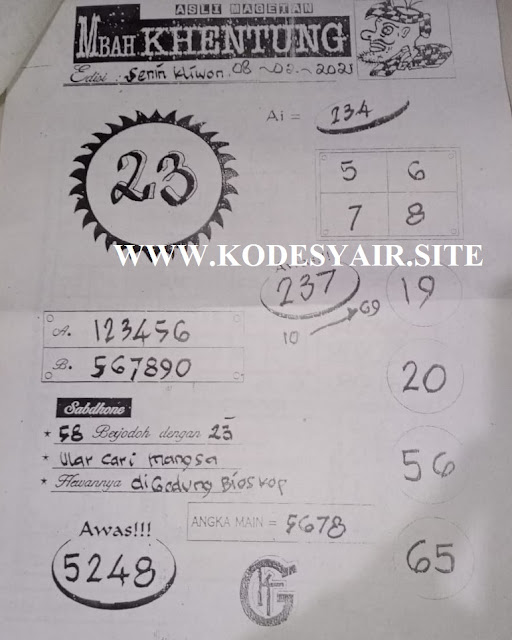 ASLI MAGETAN
MBAH KHENTUNG
Edisi : Senin Kliwon 08 - 02 - 2021
Ai = 234
23
5 6
7 8
WWW.KODESYAIR.SITE
237
19
10 → 69
A. 123456
B. 567890
20
Sabdhone
* 58 Berjodoh dengan 23
* Ular Cari mangsa
* Hewannya di Gedung Bioskop
56
ANGKA MAIN = 5678
Awas!!!
5248
65